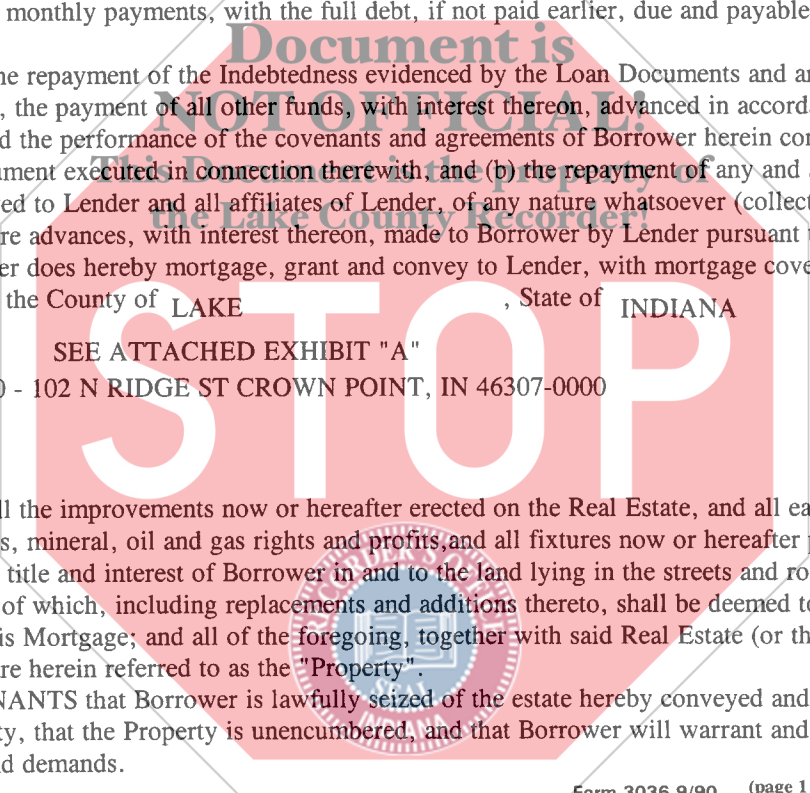 monthly payments, with the full debt, if not paid earlier, due and payable
Document is
he repayment of the Indebtedness evidenced by the Loan Documents and a
, the payment of all other funds, with interest thereon, advanced in accord
NOT OFFICIAL!
d the performance of the covenants and agreements of Borrower herein co
ument executed in connection therewith; and (b) the repayment of any and
This Document is the property of
ed to Lender and all affiliates of Lender, of any nature whatsoever (collect
the Lake County Recorder!
re advances, with interest thereon, made to Borrower by Lender pursuant
er does hereby mortgage, grant and convey to Lender, with mortgage cove
the County of LAKE , State of INDIANA
SEE ATTACHED EXHIBIT "A"
0 - 102 N RIDGE ST CROWN POINT, IN 46307-0000
STOP
ll the improvements now or hereafter erected on the Real Estate, and all ea
s, mineral, oil and gas rights and profits,and all fixtures now or hereafter
title and interest of Borrower in and to the land lying in the streets and ro
of which, including replacements and additions thereto, shall be deemed to
is Mortgage; and all of the foregoing, together with said Real Estate (or th
re herein referred to as the "Property".
RECORDER'S OFFICE
SEAL
INDIANA
NANTS that Borrower is lawfully seized of the estate hereby conveyed and
ty, that the Property is unencumbered, and that Borrower will warrant and
d demands.
Form 3036 9/90 (page 1